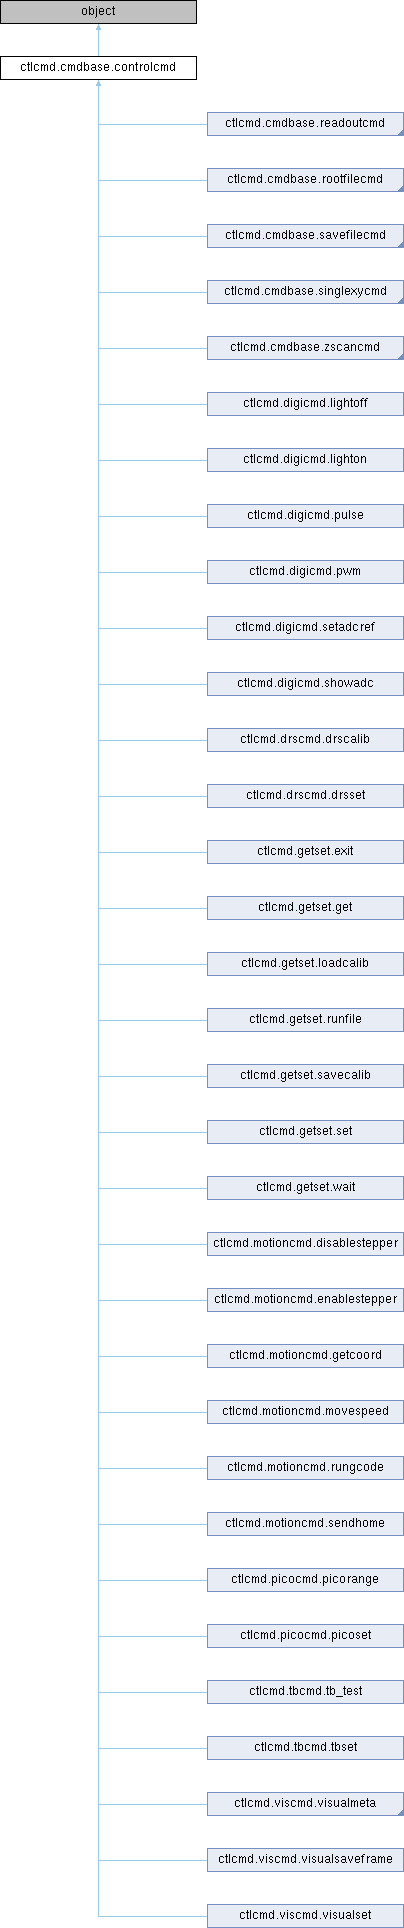 object
ctlcmd.cmdbase.controlcmd
ctlcmd.cmdbase.readoutcmd
ctlcmd.cmdbase.rootfilecmd
ctlcmd.cmdbase.savefilecmd
ctlcmd.cmdbase.singlexycmd
ctlcmd.cmdbase.zscancmd
ctlcmd.digicmd.lightoff
ctlcmd.digicmd.lighton
ctlcmd.digicmd.pulse
ctlcmd.digicmd.pwm
ctlcmd.digicmd.setadcref
ctlcmd.digicmd.showadc
ctlcmd.drscmd.drscalib
ctlcmd.drscmd.drsset
ctlcmd.getset.exit
ctlcmd.getset.get
ctlcmd.getset.loadcalib
ctlcmd.getset.runfile
ctlcmd.getset.savecalib
ctlcmd.getset.set
ctlcmd.getset.wait
ctlcmd.motioncmd.disablestepper
ctlcmd.motioncmd.enablestepper
ctlcmd.motioncmd.getcoord
ctlcmd.motioncmd.movespeed
ctlcmd.motioncmd.rungcode
ctlcmd.motioncmd.sendhome
ctlcmd.picocmd.picorange
ctlcmd.picocmd.picoset
ctlcmd.tbcmd.tb_test
ctlcmd.tbcmd.tbset
ctlcmd.viscmd.visualmeta
ctlcmd.viscmd.visualsaveframe
ctlcmd.viscmd.visualset